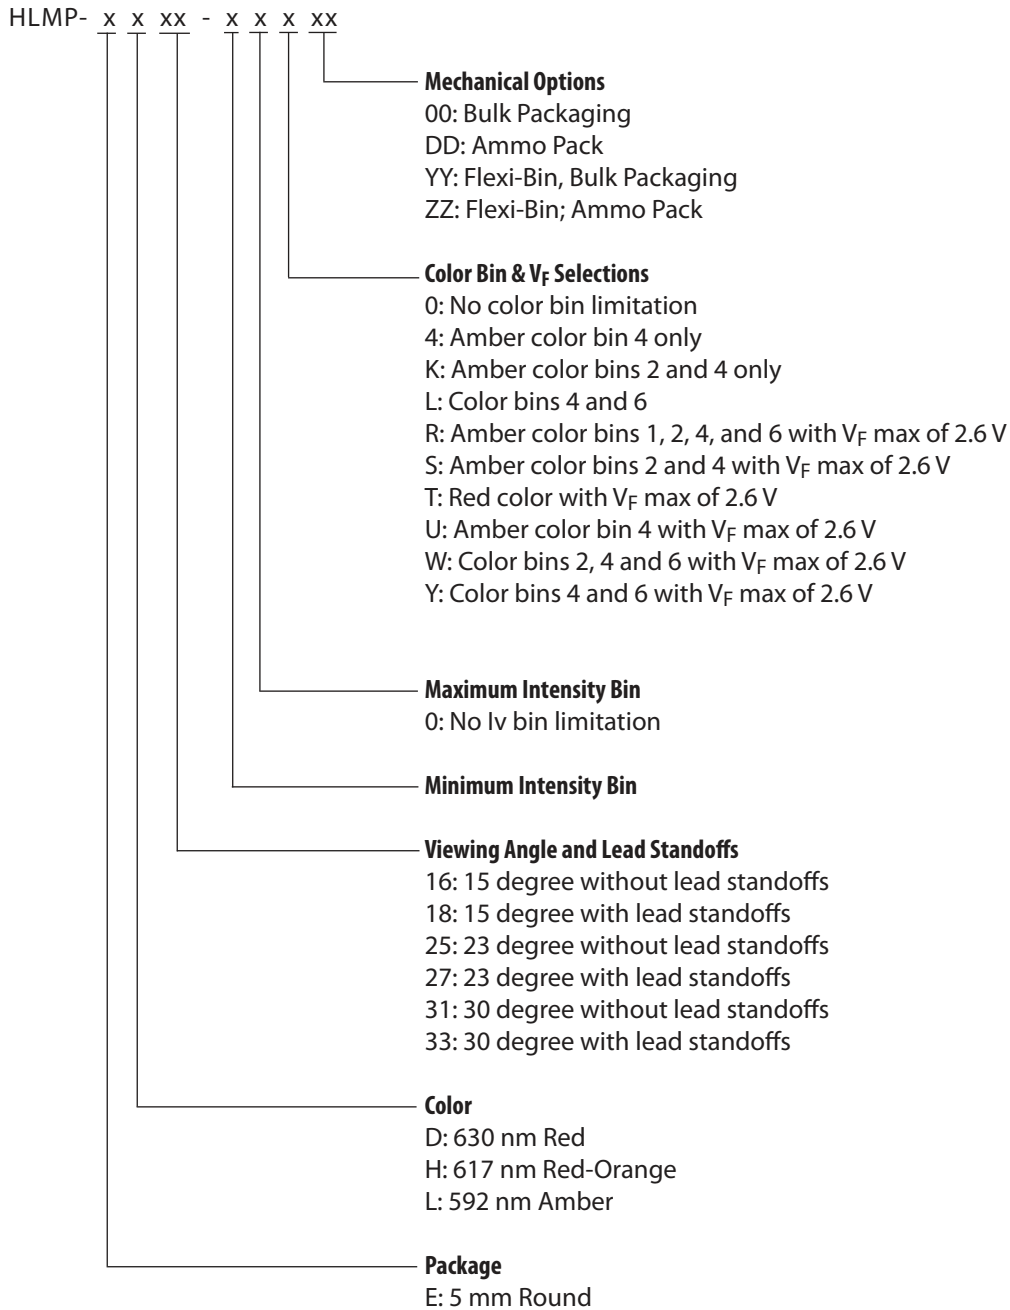 HLMP- x x xx - x x x xx
Mechanical Options
00: Bulk Packaging
DD: Ammo Pack
YY: Flexi-Bin, Bulk Packaging
ZZ: Flexi-Bin; Ammo Pack
Color Bin & VF Selections
0: No color bin limitation
4: Amber color bin 4 only
K: Amber color bins 2 and 4 only
L: Color bins 4 and 6
R: Amber color bins 1, 2, 4, and 6 with VF max of 2.6 V
S: Amber color bins 2 and 4 with VF max of 2.6 V
T: Red color with VF max of 2.6 V
U: Amber color bin 4 with VF max of 2.6 V
W: Color bins 2, 4 and 6 with VF max of 2.6 V
Y: Color bins 4 and 6 with VF max of 2.6 V
Maximum Intensity Bin
0: No Iv bin limitation
Minimum Intensity Bin
Viewing Angle and Lead Standoffs
16: 15 degree without lead standoffs
18: 15 degree with lead standoffs
25: 23 degree without lead standoffs
27: 23 degree with lead standoffs
31: 30 degree without lead standoffs
33: 30 degree with lead standoffs
Color
D: 630 nm Red
H: 617 nm Red-Orange
L: 592 nm Amber
Package
E: 5 mm Round